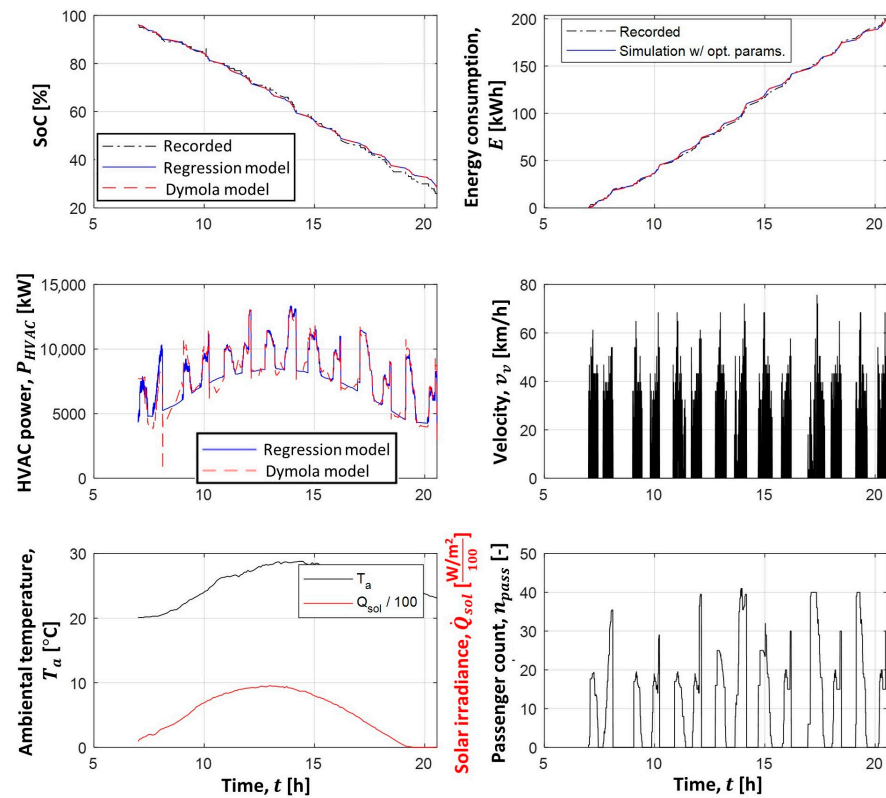 SoC [%]
100
80
60
40
20
Recorded
Regression model
Dymola model
5
10
15
20
Energy consumption,
E [kWh]
200
150
100
50
0
Recorded
Simulation w/ opt. params.
5
10
15
20
HVAC power, P_HVAC [kW]
15,000
10,000
5000
0
Regression model
Dymola model
5
10
15
20
Velocity, v_v [km/h]
80
60
40
20
0
5
10
15
20
Ambiental temperature,
T_a [°C]
30
20
10
0
T_a
Q_sol / 100
5
10
15
20
Time, t [h]
Solar irradiance, Q̇_sol [W/m²/100]
Passenger count, n_pass [-]
50
40
30
20
10
0
5
10
15
20
Time, t [h]